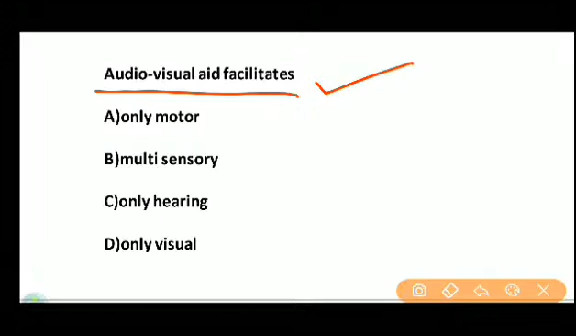 Audio-visual aid facilitates
A)only motor
B)multi sensory
C)only hearing
D)only visual